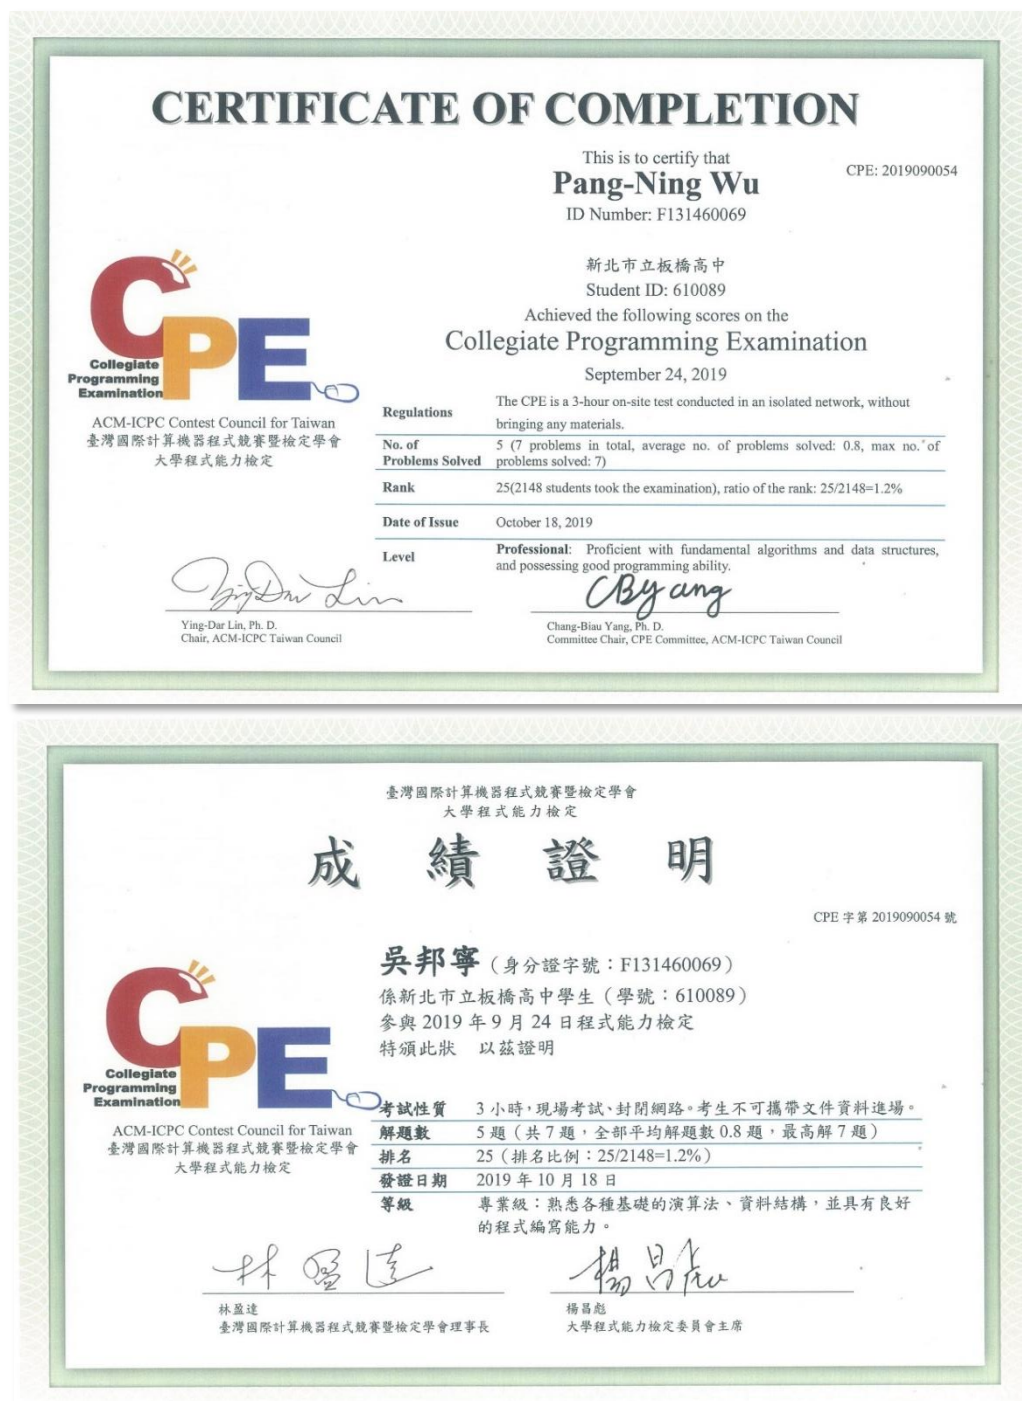 CERTIFICATE OF COMPLETION
This is to certify that
Pang-Ning Wu
CPE: 2019090054
ID Number: F131460069
新北市立板橋高中
Student ID: 610089
Achieved the following scores on the
Collegiate Programming Examination
September 24, 2019
CPE
Collegiate
Programming
Examination
ACM-ICPC Contest Council for Taiwan
臺灣國際計算機器程式競賽暨檢定學會
大學程式能力檢定
Regulations
The CPE is a 3-hour on-site test conducted in an isolated network, without
bringing any materials.
No. of
Problems Solved
5 (7 problems in total, average no. of problems solved: 0.8, max no. of
problems solved: 7)
Rank
25(2148 students took the examination), ratio of the rank: 25/2148=1.2%
Date of Issue
October 18, 2019
Level
Professional: Proficient with fundamental algorithms and data structures,
and possessing good programming ability.
Ying-Dar Lin
CByang
Ying-Dar Lin, Ph. D.
Chair, ACM-ICPC Taiwan Council
Chang-Biau Yang, Ph. D.
Committee Chair, CPE Committee, ACM-ICPC Taiwan Council
臺灣國際計算機器程式競賽暨檢定學會
大學程式能力檢定
成績證明
CPE 字第 2019090054 號
吳邦寧（身分證字號：F131460069）
係新北市立板橋高中學生（學號：610089）
參與 2019 年 9 月 24 日程式能力檢定
特頒此狀 以茲證明
CPE
Collegiate
Programming
Examination
ACM-ICPC Contest Council for Taiwan
臺灣國際計算機器程式競賽暨檢定學會
大學程式能力檢定
考試性質 3 小時，現場考試、封閉網路。考生不可攜帶文件資料進場。
解題數 5 題（共 7 題，全部平均解題數 0.8 題，最高解 7 題）
排名 25（排名比例：25/2148=1.2%）
發證日期 2019 年 10 月 18 日
等級 專業級：熟悉各種基礎的演算法、資料結構，並具有良好
的程式編寫能力。
林盈達
楊昌彪
林盈達
臺灣國際計算機器程式競賽暨檢定學會理事長
楊昌彪
大學程式能力檢定委員會主席